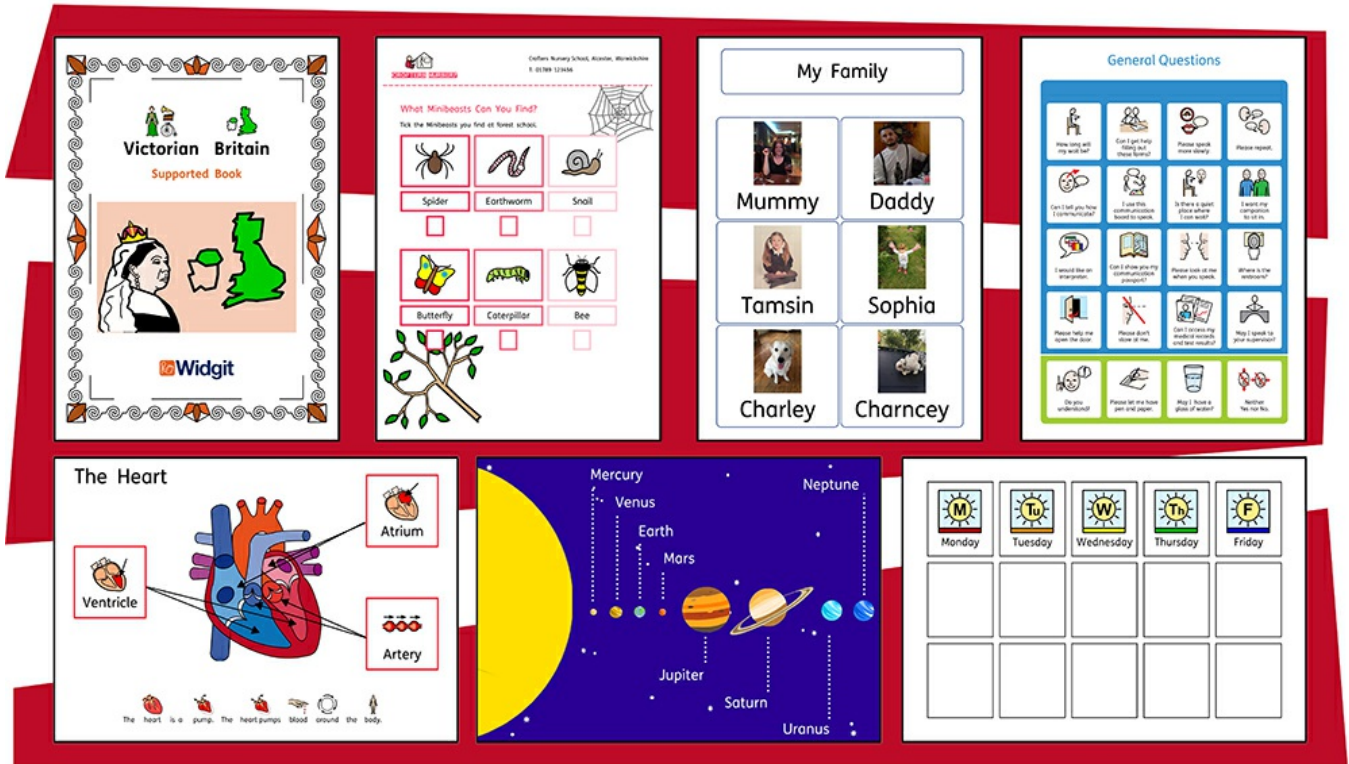 Victorian Britain
Supported Book
Widgit
CROFTERS NURSERY
Crofters Nursery School, Alcester, Warwickshire
T: 01789 123456
What Minibeasts Can You Find?
Tick the Minibeasts you find at forest school.
Spider Earthworm Snail
Butterfly Caterpillar Bee
My Family
Mummy Daddy
Tamsin Sophia
Charley Charncey
General Questions
How long will
my wait be?
Can I get help
filling out
these forms?
Please speak
more slowly.
Please repeat.
Can I tell you how
I communicate?
I use this
communication
board to speak.
Is there a quiet
place where
I can wait?
I want my
companion
to sit in.
I would like an
interpreter.
Can I show you my
communication
passport?
Please look at me
when you speak.
Where is the
restroom?
Please help me
open the door.
Please don't
stare at me.
Can I access my
medical records
and test results?
May I speak to
your supervisor?
Do you
understand?
Please let me have
pen and paper.
May I have a
glass of water?
Neither
Yes nor No.
The Heart
Atrium
Ventricle
Artery
The heart is a pump. The heart pumps blood around the body.
Mercury
Venus
Earth
Mars
Neptune
Jupiter
Saturn
Uranus
M Tu W Th F
Monday Tuesday Wednesday Thursday Friday